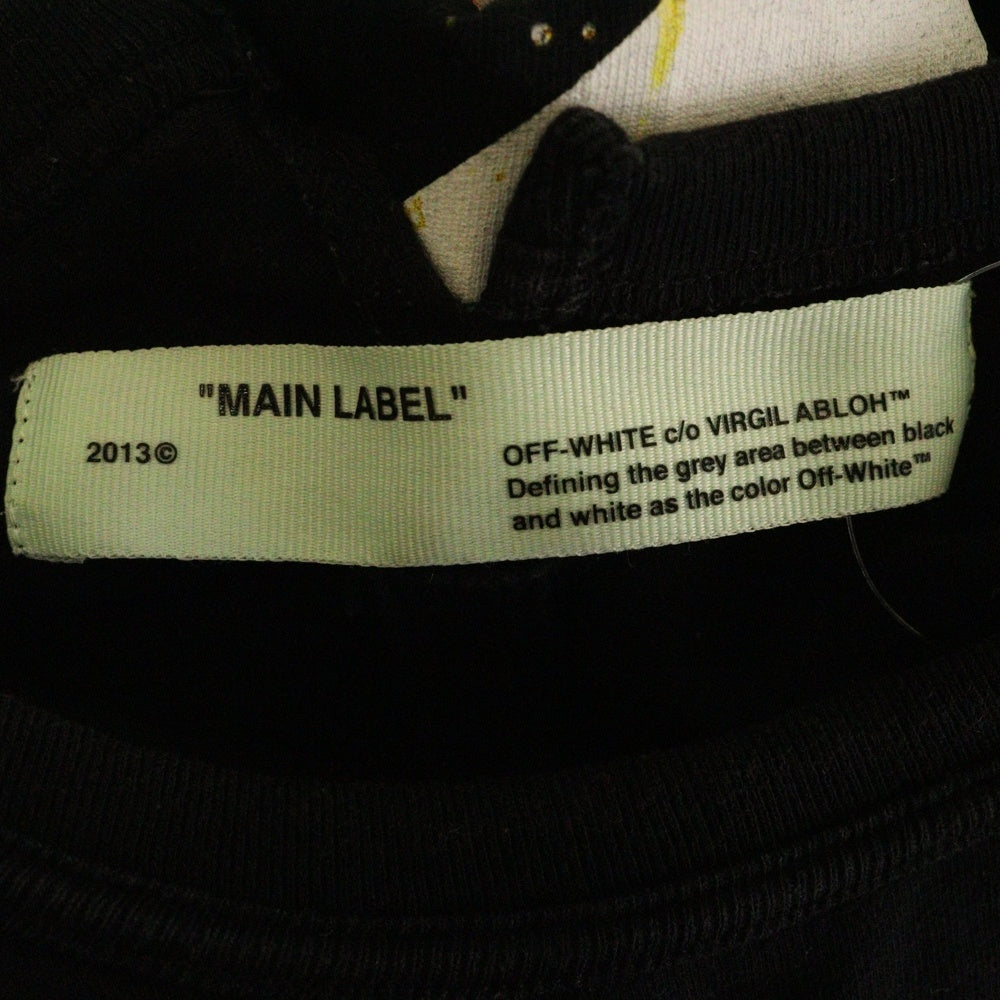 "MAIN LABEL"
2013©
OFF-WHITE c/o VIRGIL ABLOH™
Defining the grey area between black
and white as the color Off-White™